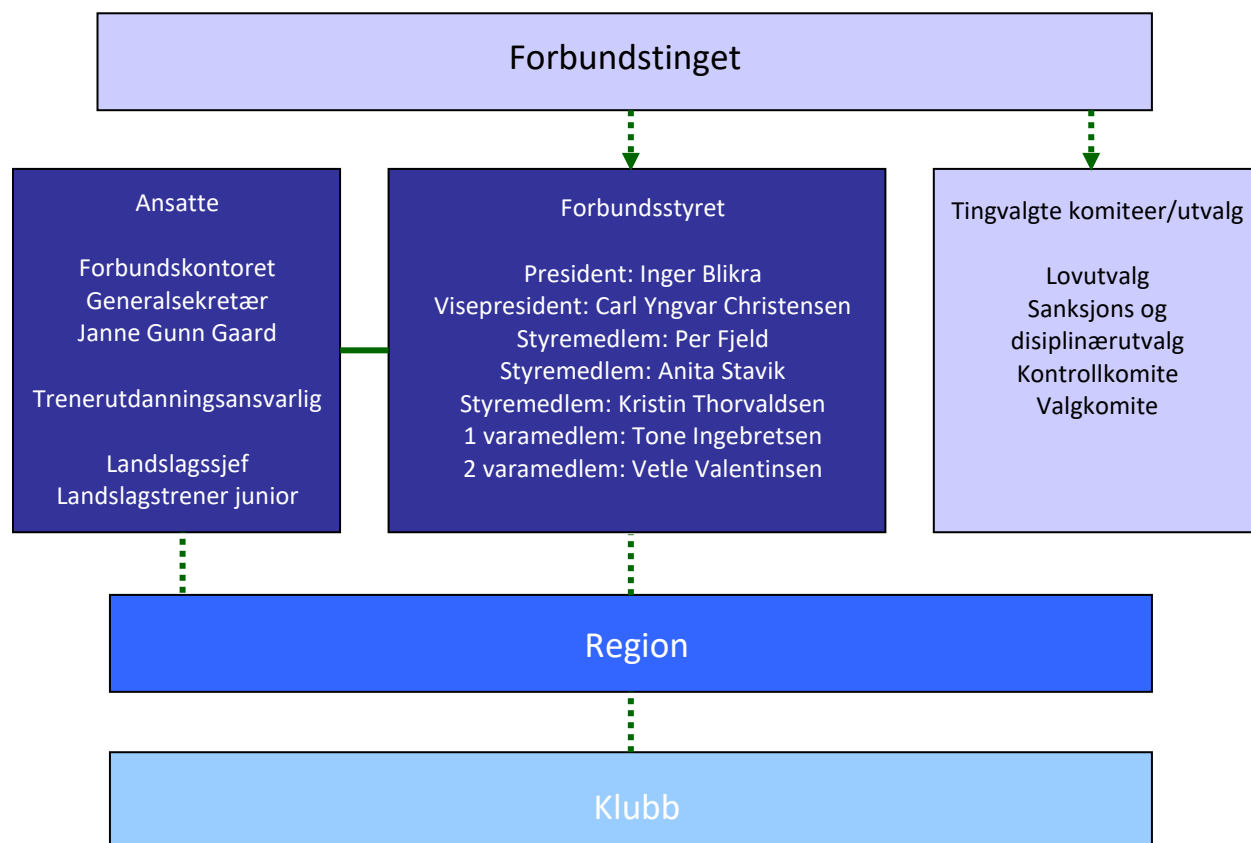 Forbundstinget
Ansatte
Forbundskontoret
Generalsekretær
Janne Gunn Gaard
Trenerutdanningsansvarlig
Landslagssjef
Landslagstrener junior
Forbundsstyret
President: Inger Blikra
Visepresident: Carl Yngvar Christensen
Styremedlem: Per Fjeld
Styremedlem: Anita Stavik
Styremedlem: Kristin Thorvaldsen
1 varamedlem: Tone Ingebretsen
2 varamedlem: Vetle Valentinsen
Tingvalgte komiteer/utvalg
Lovutvalg
Sanksjons og
disiplinærutvalg
Kontrollkomite
Valgkomite
Region
Klubb